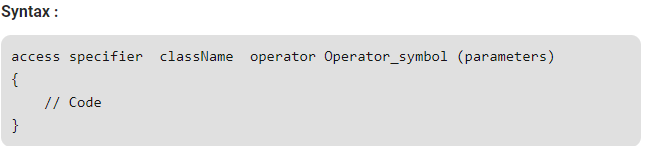 Syntax :
access specifier  className  operator Operator_symbol (parameters)
{
    // Code
}